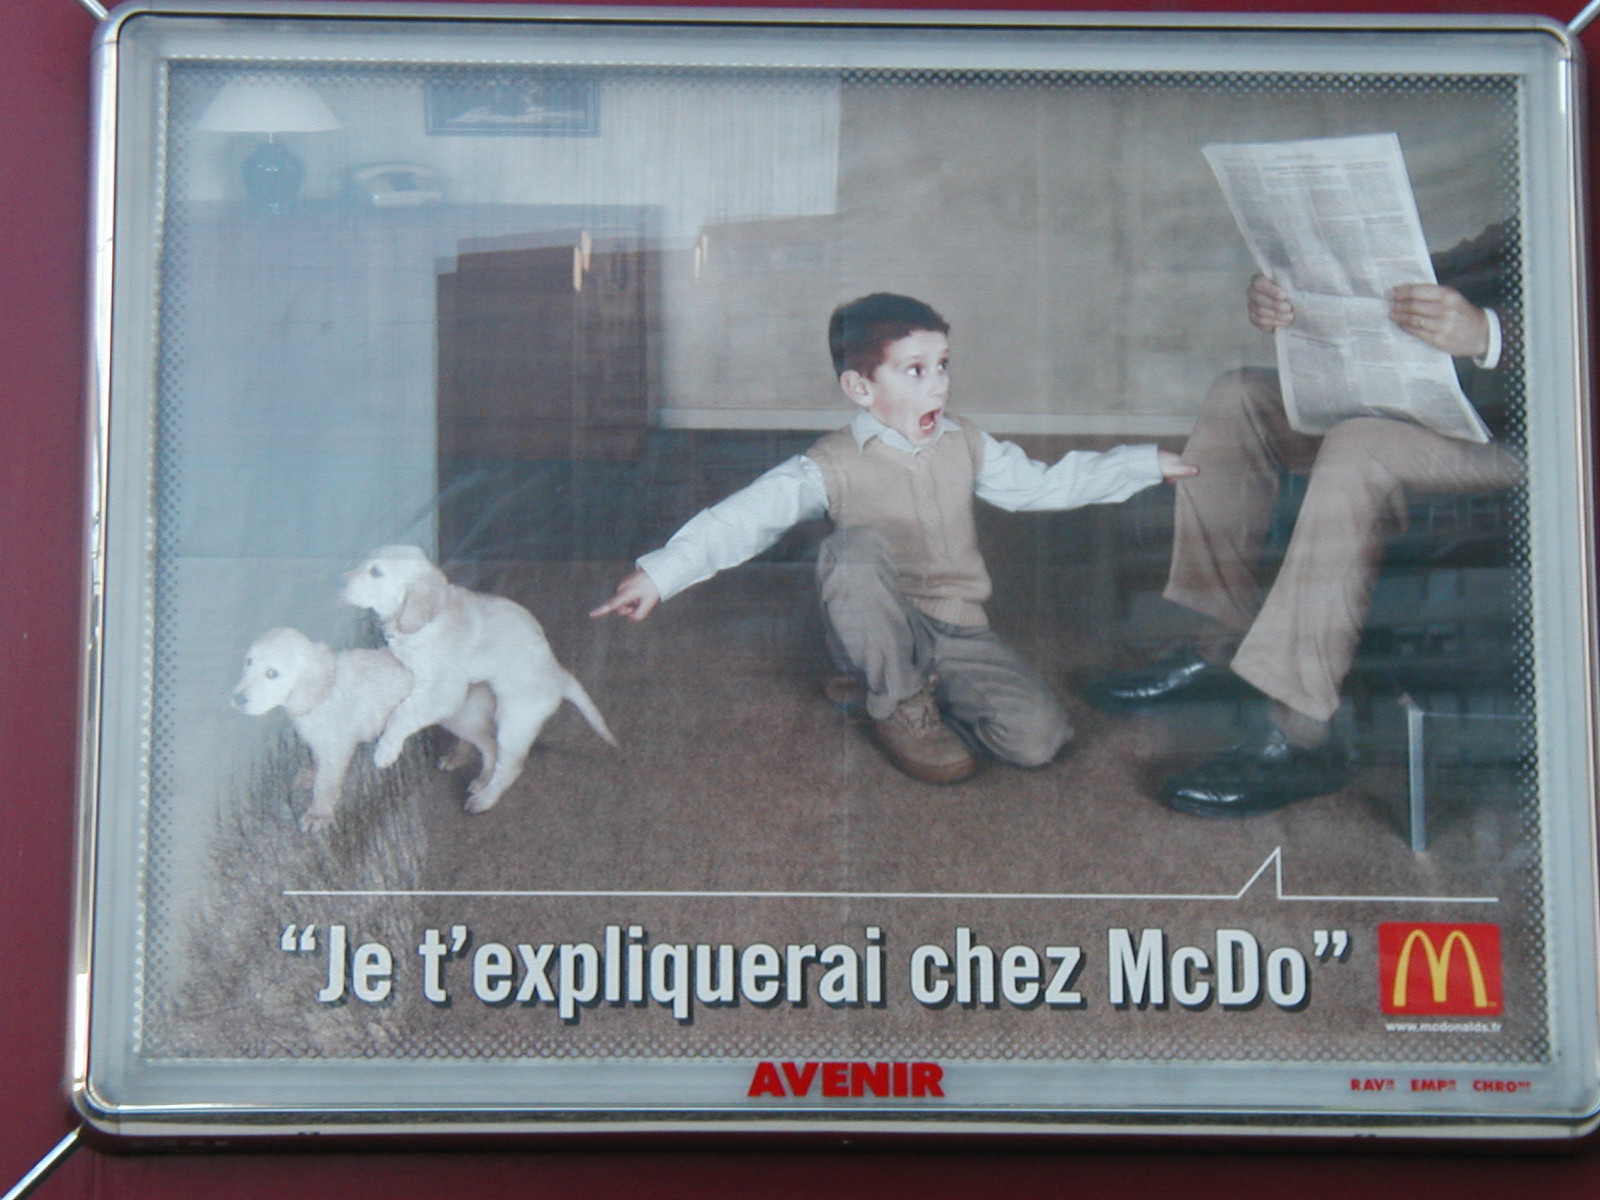 “Je t’expliquerai chez McDo”
M
www.mcdonalds.fr
AVENIR
RAV EMP CHRO